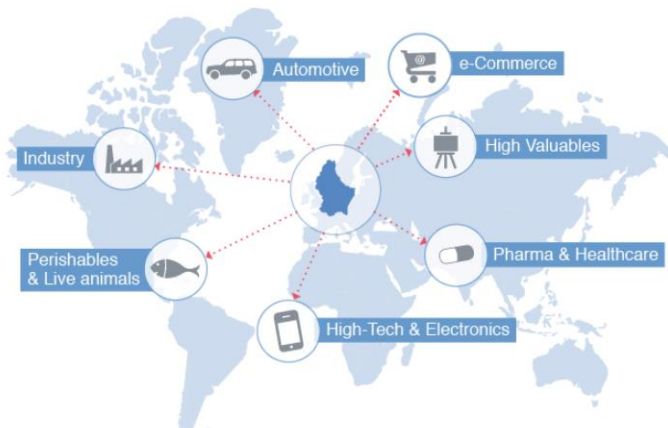 Automotive
@
e-Commerce
Industry
High Valuables
Perishables
& Live animals
Pharma & Healthcare
High-Tech & Electronics